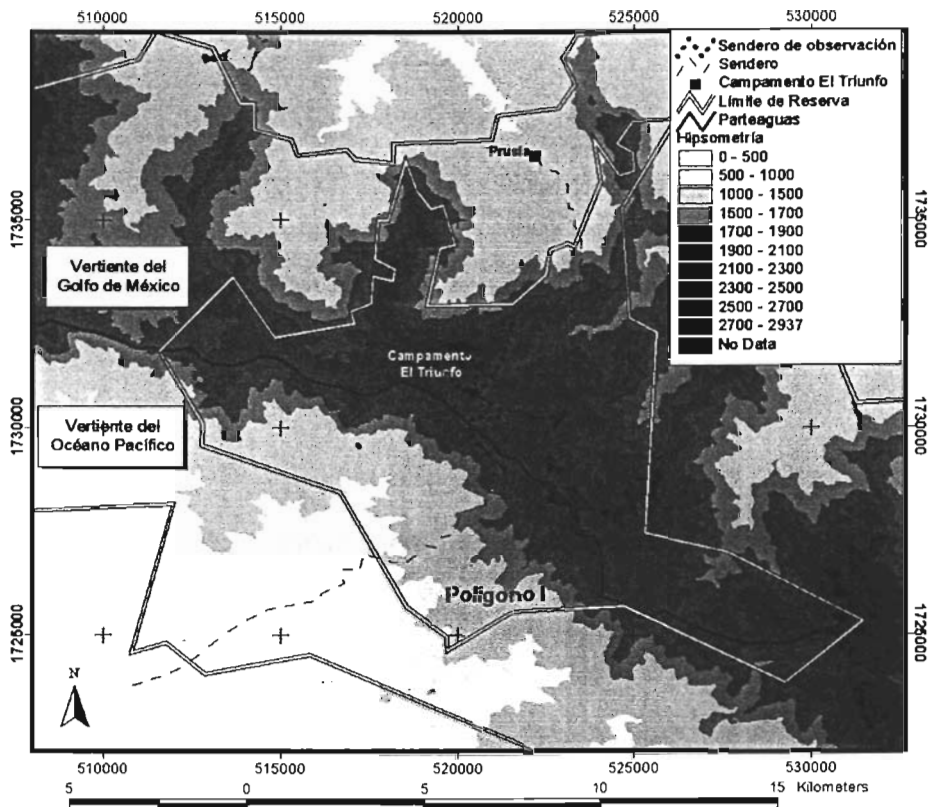 510000 515000 520000 525000 530000
Sendero de observación
Sendero
Campamento El Triunfo
Límite de Reserva
Parteaguas
Hipsometría
0 - 500
500 - 1000
1000 - 1500
1500 - 1700
1700 - 1900
1900 - 2100
2100 - 2300
2300 - 2500
2500 - 2700
2700 - 2937
No Data
Prusia
1735000
1735000
Vertiente del
Golfo de México
Campamento
El Triunfo
Vertiente del
Océano Pacífico
1730000
1730000
Polígono I
1725000
1725000
N
510000 515000 520000 525000 530000
5 0 5 10 15 Kilometers